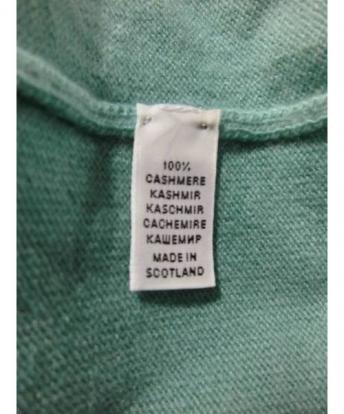 100%
CASHMERE
KASHMIR
KASCHMIR
CACHEMIRE
КАШЕМИР
MADE IN
SCOTLAND